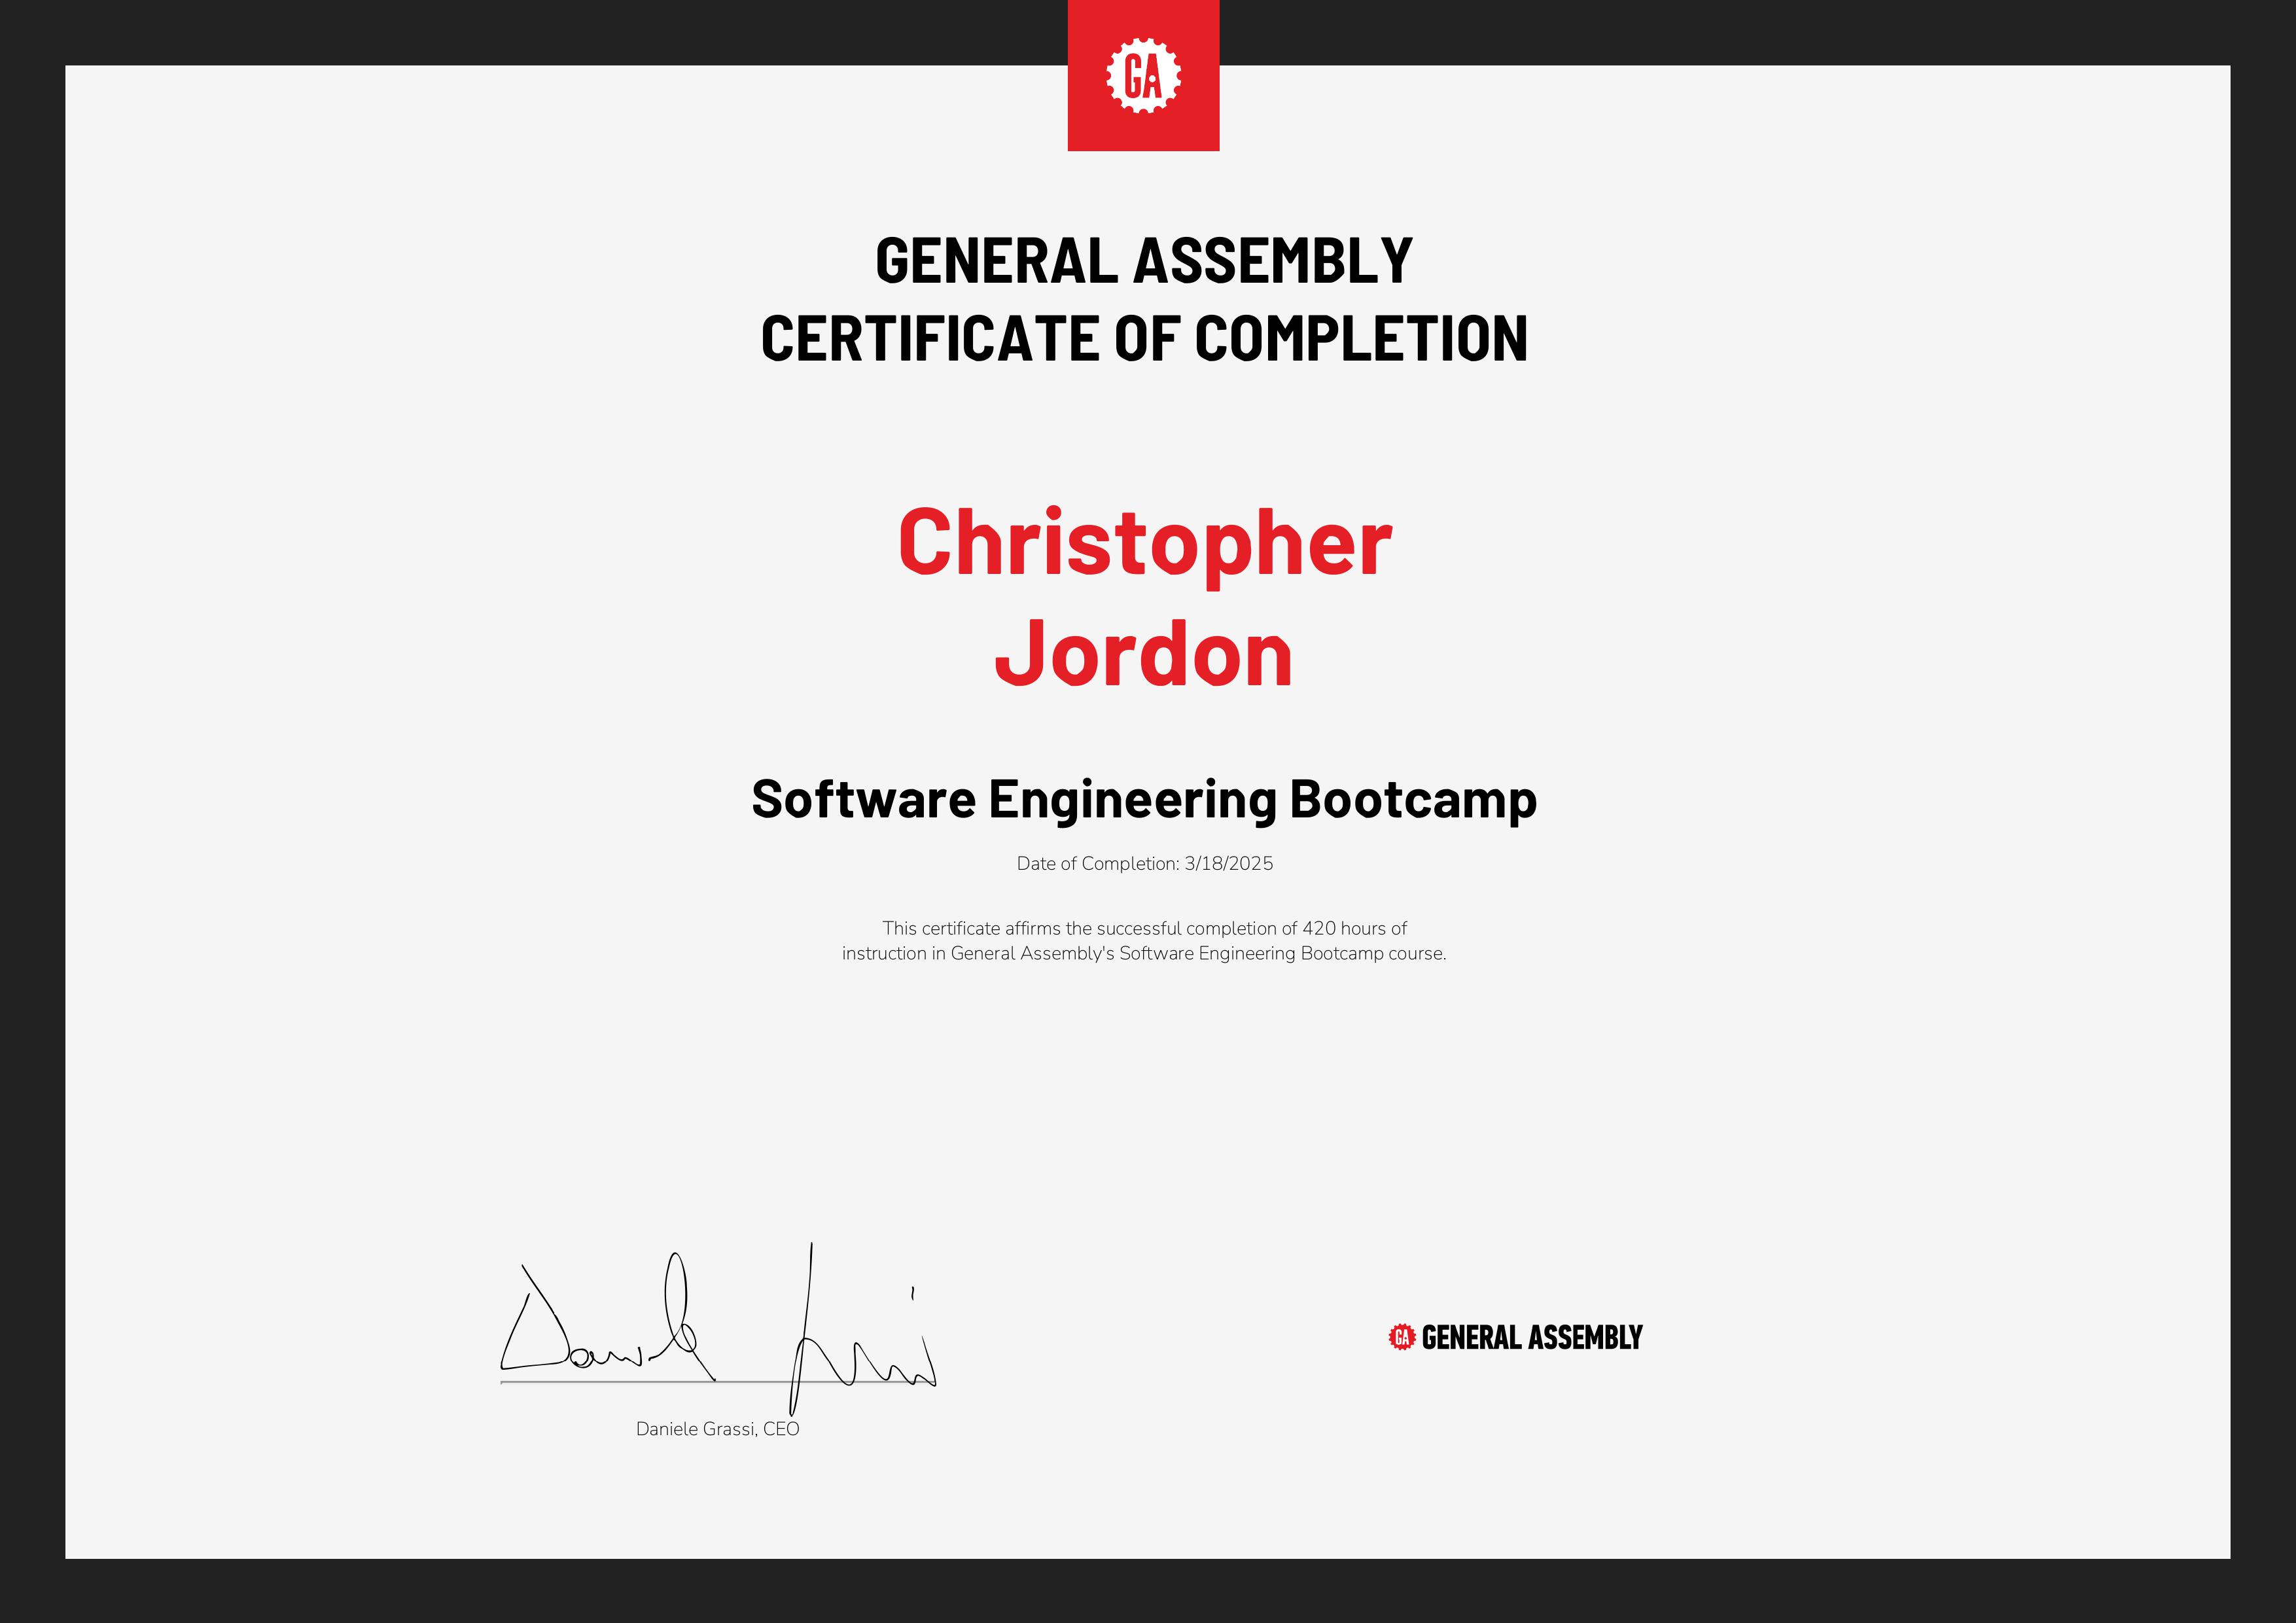 GA
GENERAL ASSEMBLY
CERTIFICATE OF COMPLETION
Christopher
Jordon
Software Engineering Bootcamp
Date of Completion: 3/18/2025
This certificate affirms the successful completion of 420 hours of
instruction in General Assembly's Software Engineering Bootcamp course.
Daniele Grassi, CEO
GA GENERAL ASSEMBLY